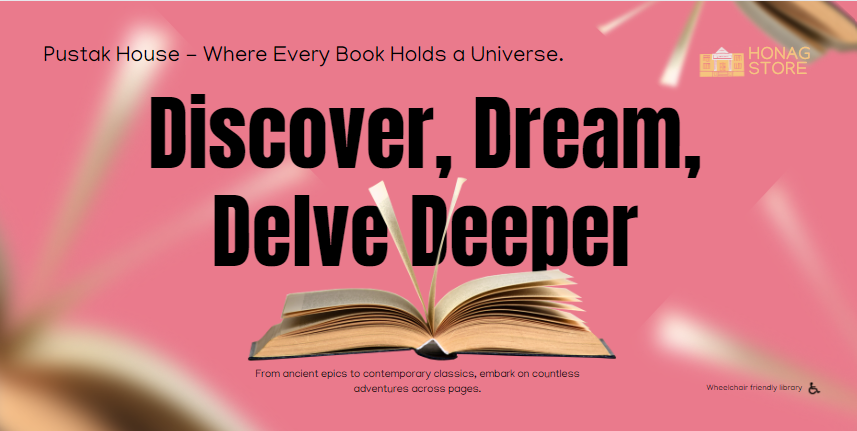 Pustak House – Where Every Book Holds a Universe.
HONAG
STORE
Discover, Dream,
Delve Deeper
From ancient epics to contemporary classics, embark on countless
adventures across pages.
Wheelchair friendly library